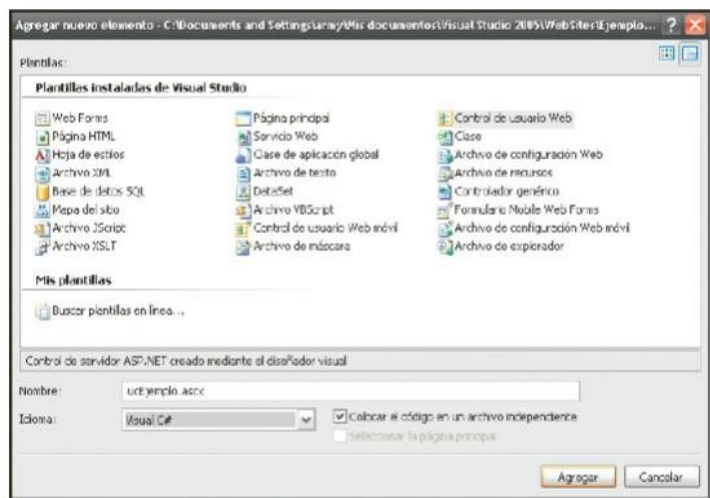 Agregar nuevo elemento - C:\Documents and Settings\army\Mis documentos\Visual Studio 2005\WebSites\Ejemplo...
Plantillas:
Plantillas instaladas de Visual Studio
Web Forms
Página principal
Control de usuario Web
Página HTML
Servicio Web
Clase
Hoja de estilos
Clase de aplicación global
Archivo de configuración Web
Archivo XML
Archivo de texto
Archivo de recursos
Base de datos SQL
DataSet
Controlador genérico
Mapa del sitio
Archivo VBScript
Formulario Mobile Web Forms
Archivo JScript
Control de usuario Web móvil
Archivo de configuración Web móvil
Archivo XSLT
Archivo de máscara
Archivo de explorador
Mis plantillas
Buscar plantillas en línea...
Control de servidor ASP.NET creado mediante el diseñador visual
Nombre:
ucEjemplo.ascx
Idioma:
Visual C#
Colocar el código en un archivo independiente
Seleccionar la página principal
Agregar
Cancelar